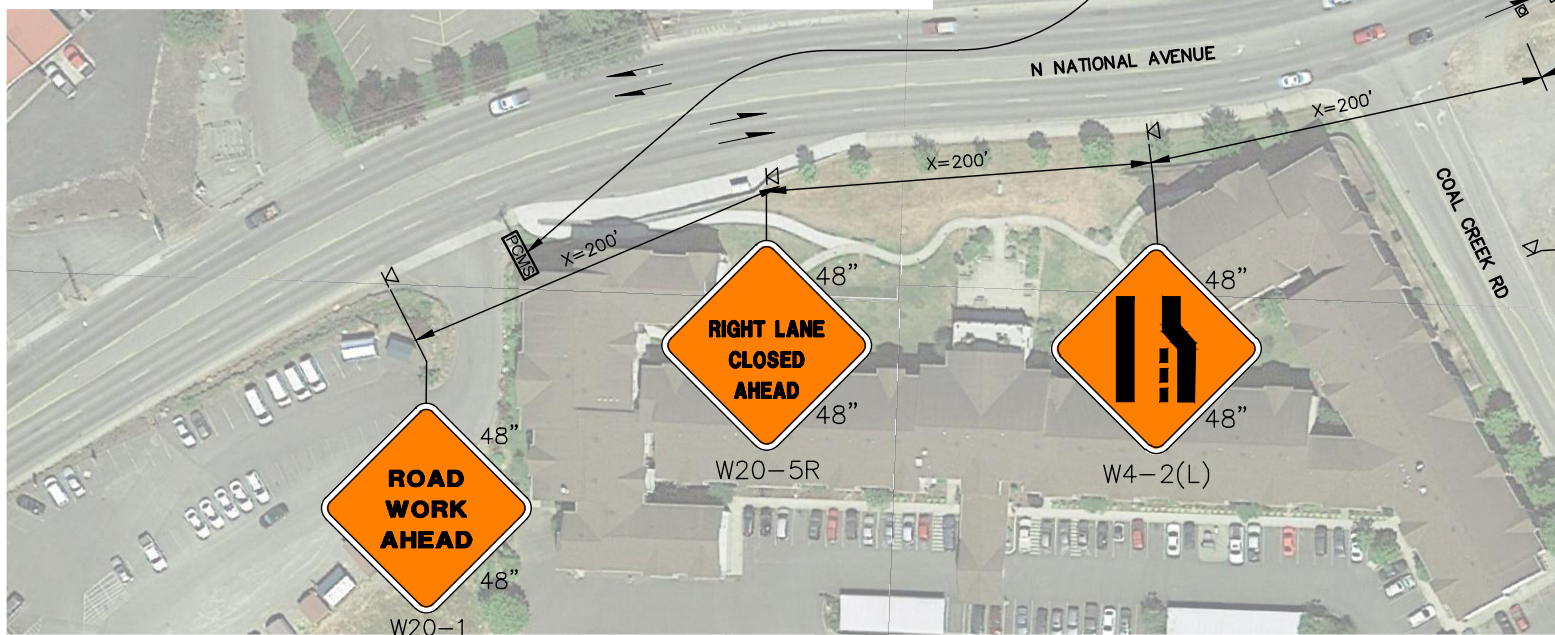 N NATIONAL AVENUE
X=200'
X=200'
COAL CREEK RD
PCMS
X=200'
48"
RIGHT LANE
CLOSED
AHEAD
48"
W20-5R
48"
48"
W4-2(L)
48"
ROAD
WORK
AHEAD
48"
W20-1